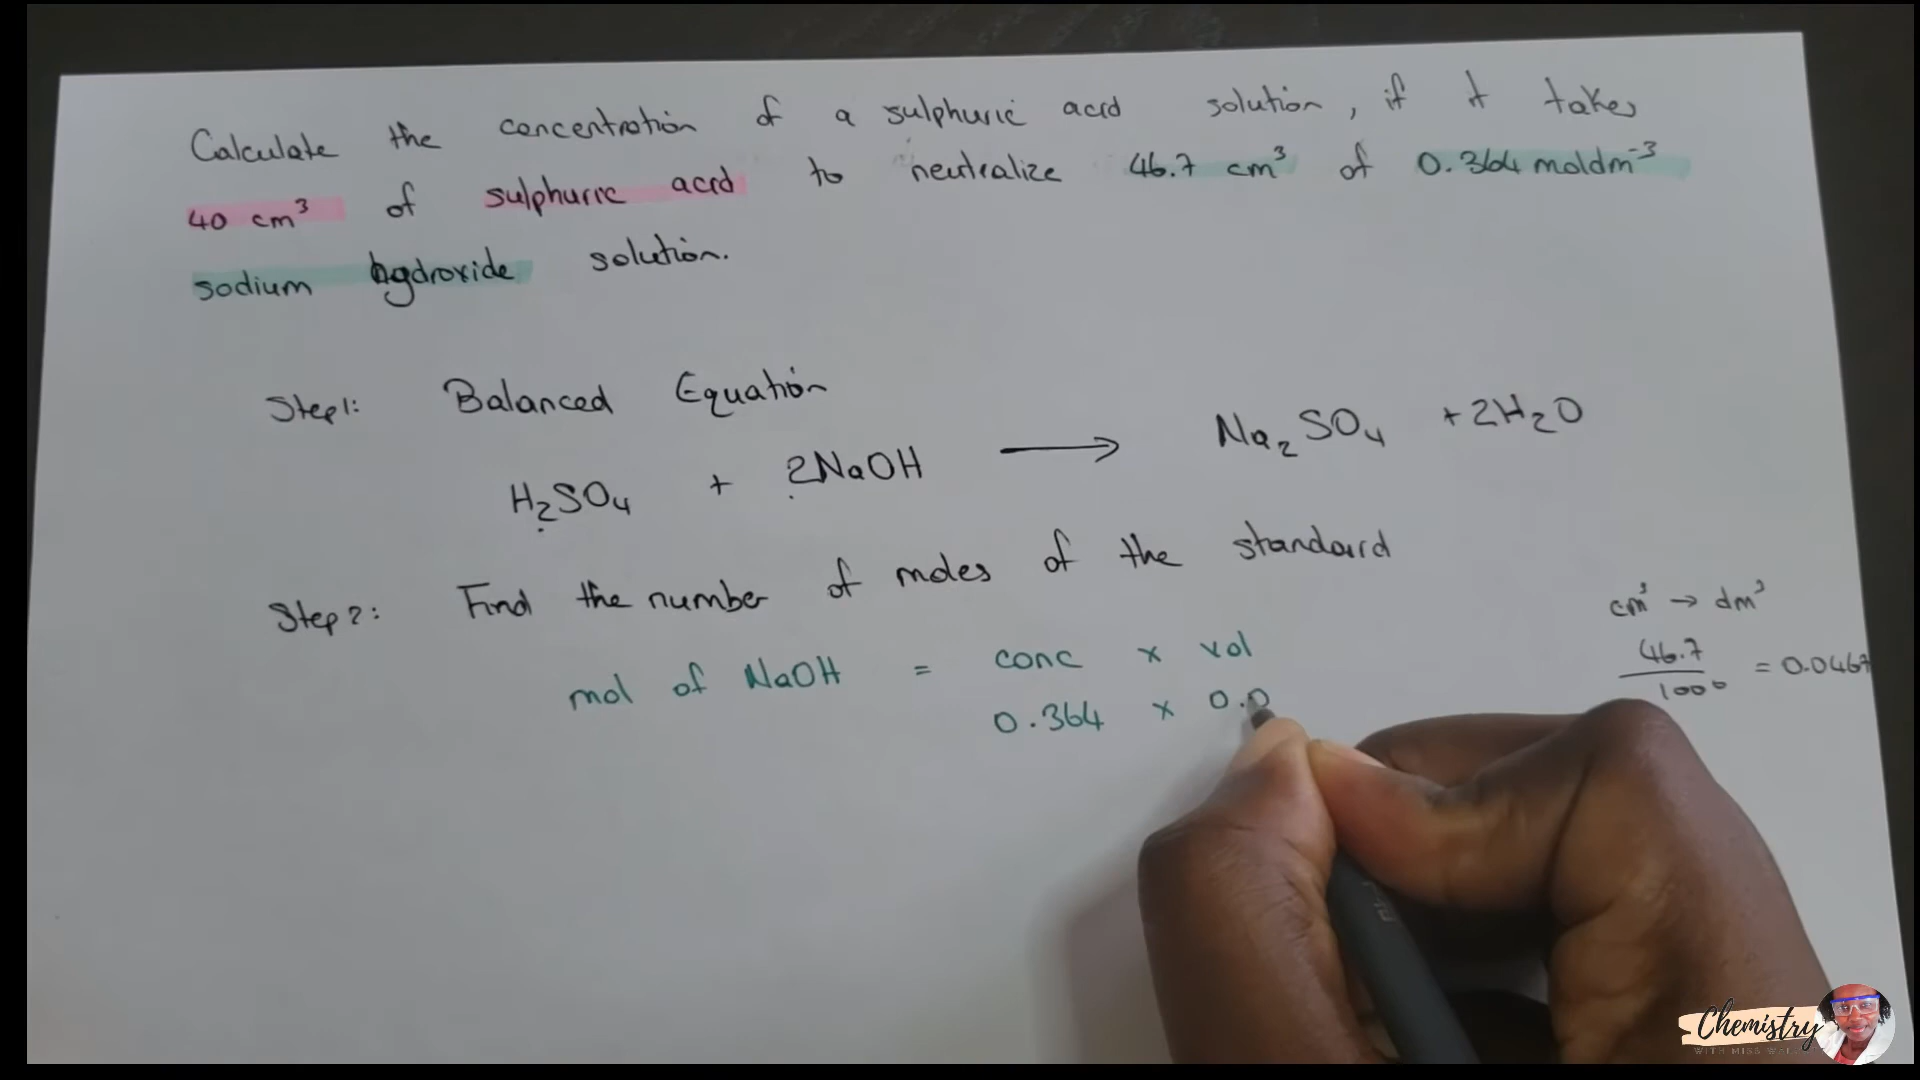 Calculate the concentration of a sulphuric acid solution, if it takes
40 cm³ of sulphuric acid to neutralize 46.7 cm³ of 0.364 moldm⁻³
sodium hydroxide solution.
Step1: Balanced Equation
H₂SO₄ + 2NaOH → Na₂SO₄ + 2H₂O
Step 2: Find the number of moles of the standard
mol of NaOH = conc x vol
0.364 x 0.0
cm³ → dm³
46.7
1000
= 0.0467
Chemistry
WITH MISS